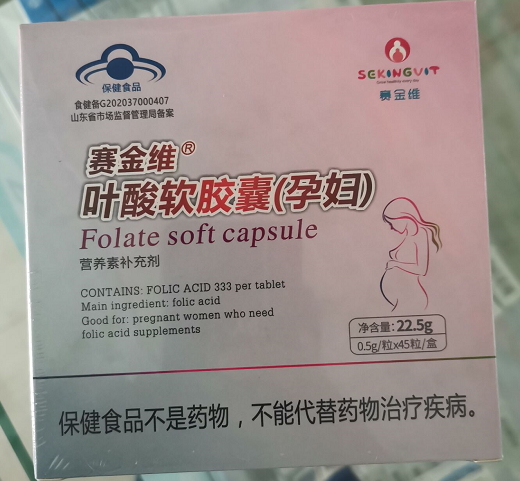 保健食品
食健备G202037000407
山东省市场监督管理局备案
SEKINGVIT
赛金维
赛金维®
叶酸软胶囊(孕妇)
Folate soft capsule
营养素补充剂
CONTAINS: FOLIC ACID 333 per tablet
Main ingredient: folic acid
Good for: pregnant women who need
folic acid supplements
净含量: 22.5g
0.5g/粒x45粒/盒
保健食品不是药物，不能代替药物治疗疾病。